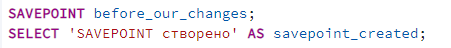 SAVEPOINT before_our_changes;
SELECT 'SAVEPOINT створено' AS savepoint_created;